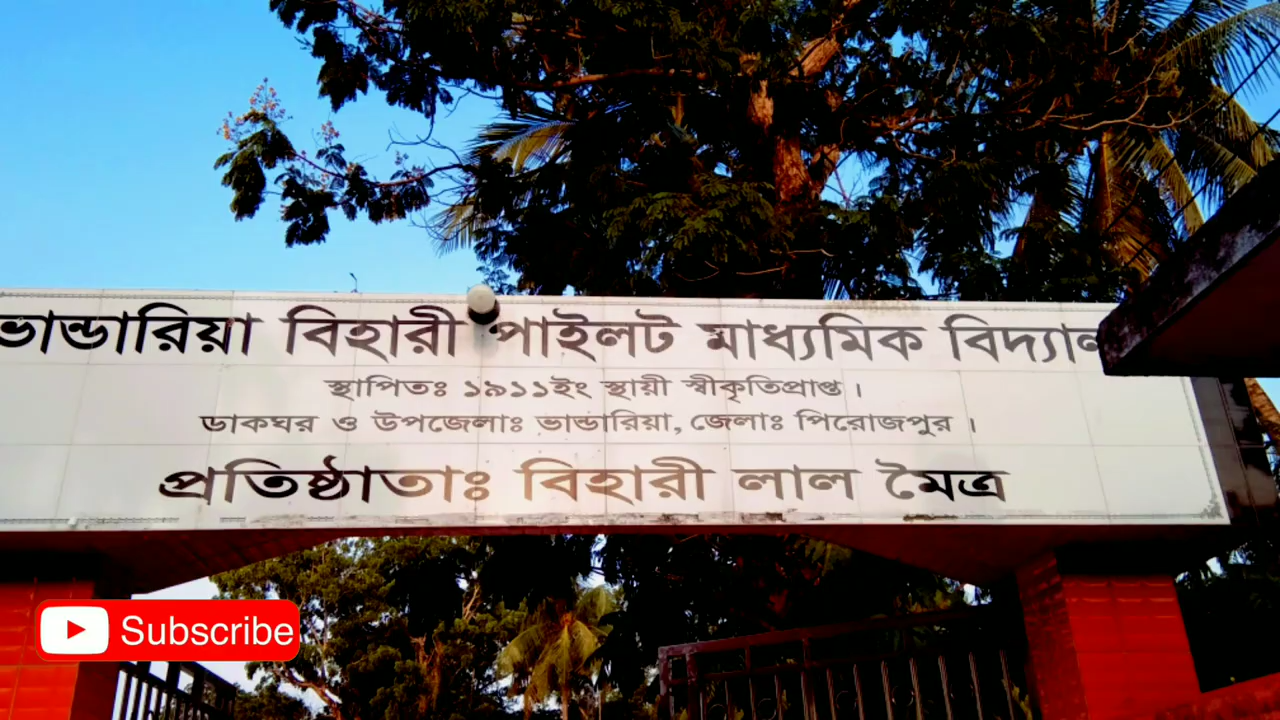 ভান্ডারিয়া বিহারী পাইলট মাধ্যমিক
স্থাপিতঃ ১৯১১ইং স্থায়ী স্বীকৃতিপ্রাপ্ত ।
ডাকঘর ও উপজেলাঃ ভান্ডারিয়া, জেলাঃ পিরোজপুর ।
প্রতিষ্ঠাতাঃ বিহারী লাল মৈত্র
Subscribe